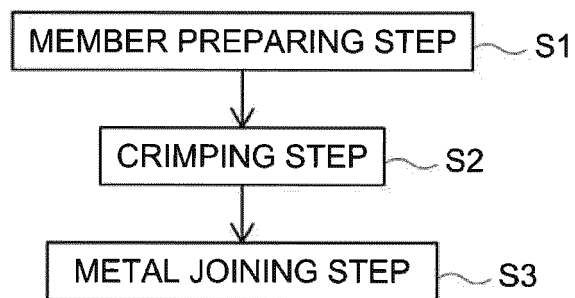 MEMBER PREPARING STEP S1
CRIMPING STEP S2
METAL JOINING STEP S3